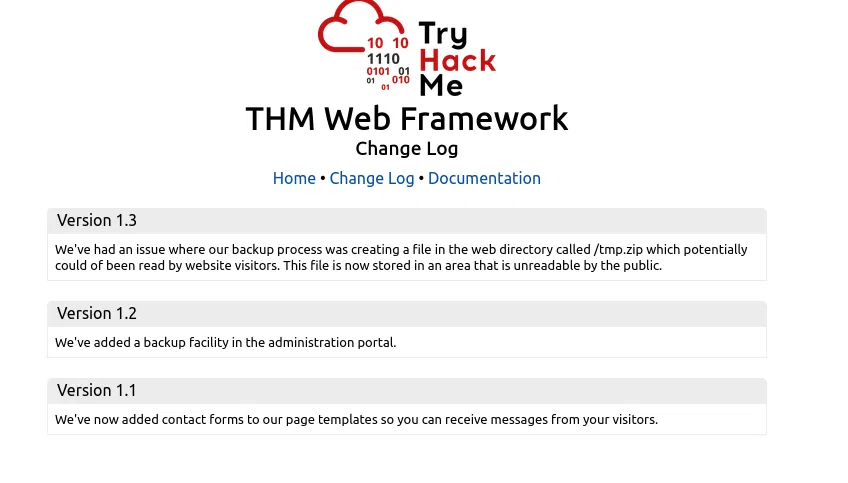 10 10
1110
0101 01
01 010
01
Try
Hack
Me
THM Web Framework
Change Log
Home • Change Log • Documentation
Version 1.3
We've had an issue where our backup process was creating a file in the web directory called /tmp.zip which potentially
could of been read by website visitors. This file is now stored in an area that is unreadable by the public.
Version 1.2
We've added a backup facility in the administration portal.
Version 1.1
We've now added contact forms to our page templates so you can receive messages from your visitors.